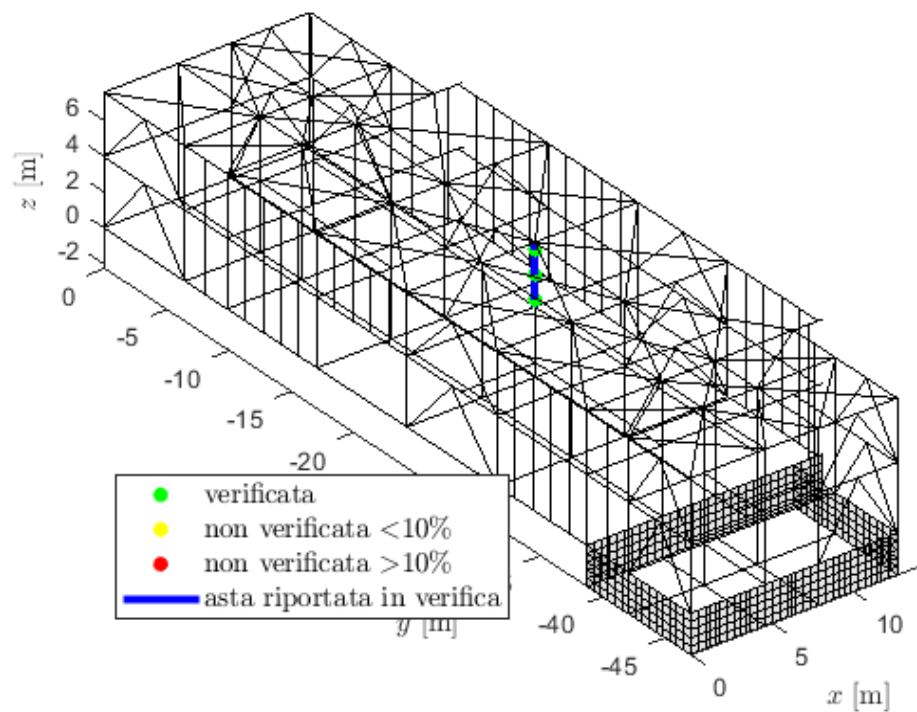 6
4
2
0
-2
z [m]
0
-5
-10
-15
-20
-40
-45
y [m]
0
5
10
x [m]
verificata
non verificata <10%
non verificata >10%
asta riportata in verifica